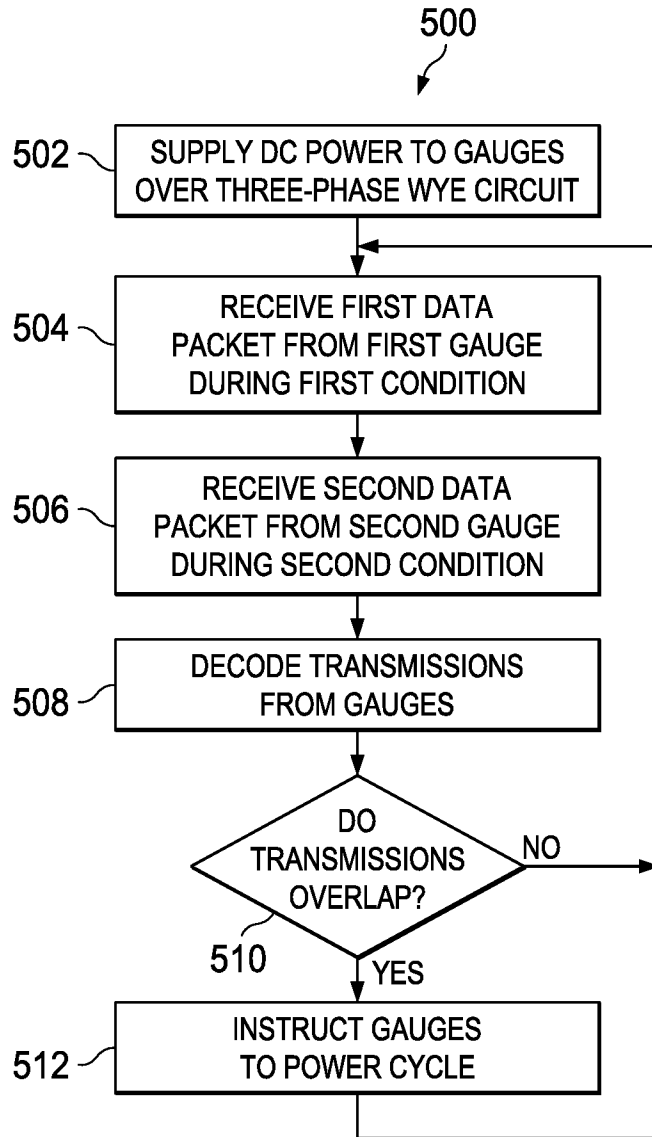 500
502
SUPPLY DC POWER TO GAUGES
OVER THREE-PHASE WYE CIRCUIT
504
RECEIVE FIRST DATA
PACKET FROM FIRST GAUGE
DURING FIRST CONDITION
506
RECEIVE SECOND DATA
PACKET FROM SECOND GAUGE
DURING SECOND CONDITION
508
DECODE TRANSMISSIONS
FROM GAUGES
DO
TRANSMISSIONS
OVERLAP?
NO
510
YES
512
INSTRUCT GAUGES
TO POWER CYCLE